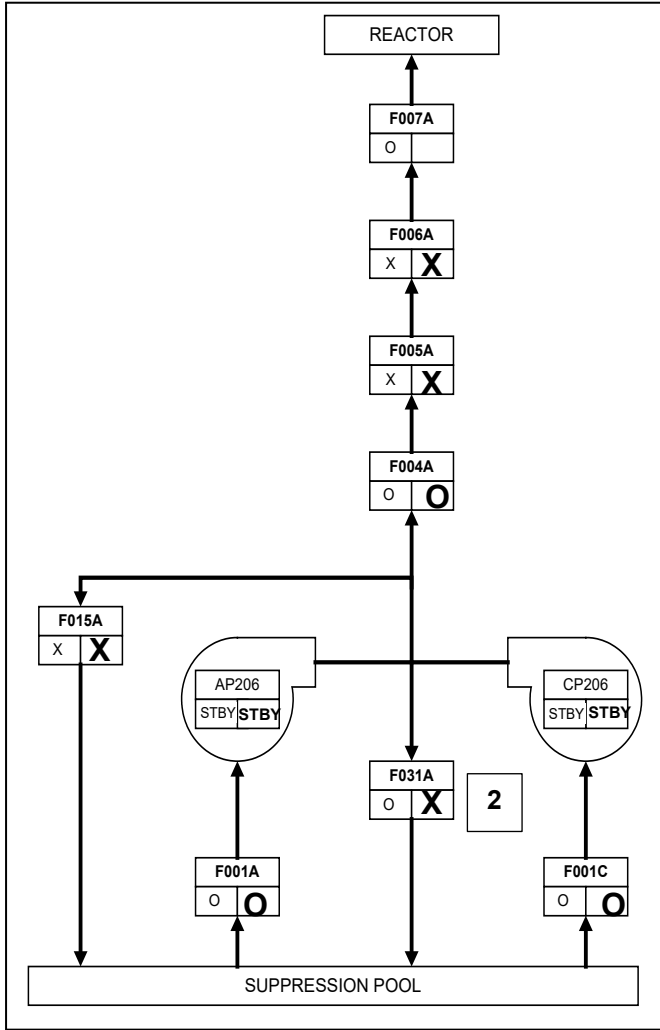 REACTOR
F007A
O
F006A
X X
F005A
X X
F004A
O O
F015A
X X
AP206
STBY STBY
CP206
STBY STBY
F031A
O X
2
F001A
O O
F001C
O O
SUPPRESSION POOL